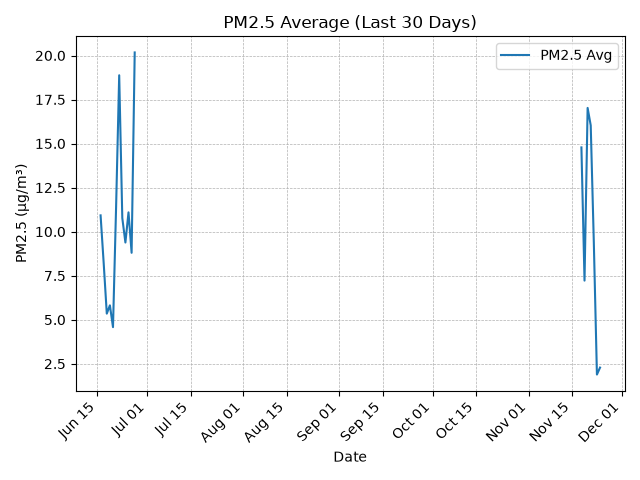 PM2.5 Average (Last 30 Days)
PM2.5 Avg
PM2.5 (µg/m³)
20.0
17.5
15.0
12.5
10.0
7.5
5.0
2.5
Jun 15
Jul 01
Jul 15
Aug 01
Aug 15
Sep 01
Sep 15
Oct 01
Oct 15
Nov 01
Nov 15
Dec 01
Date